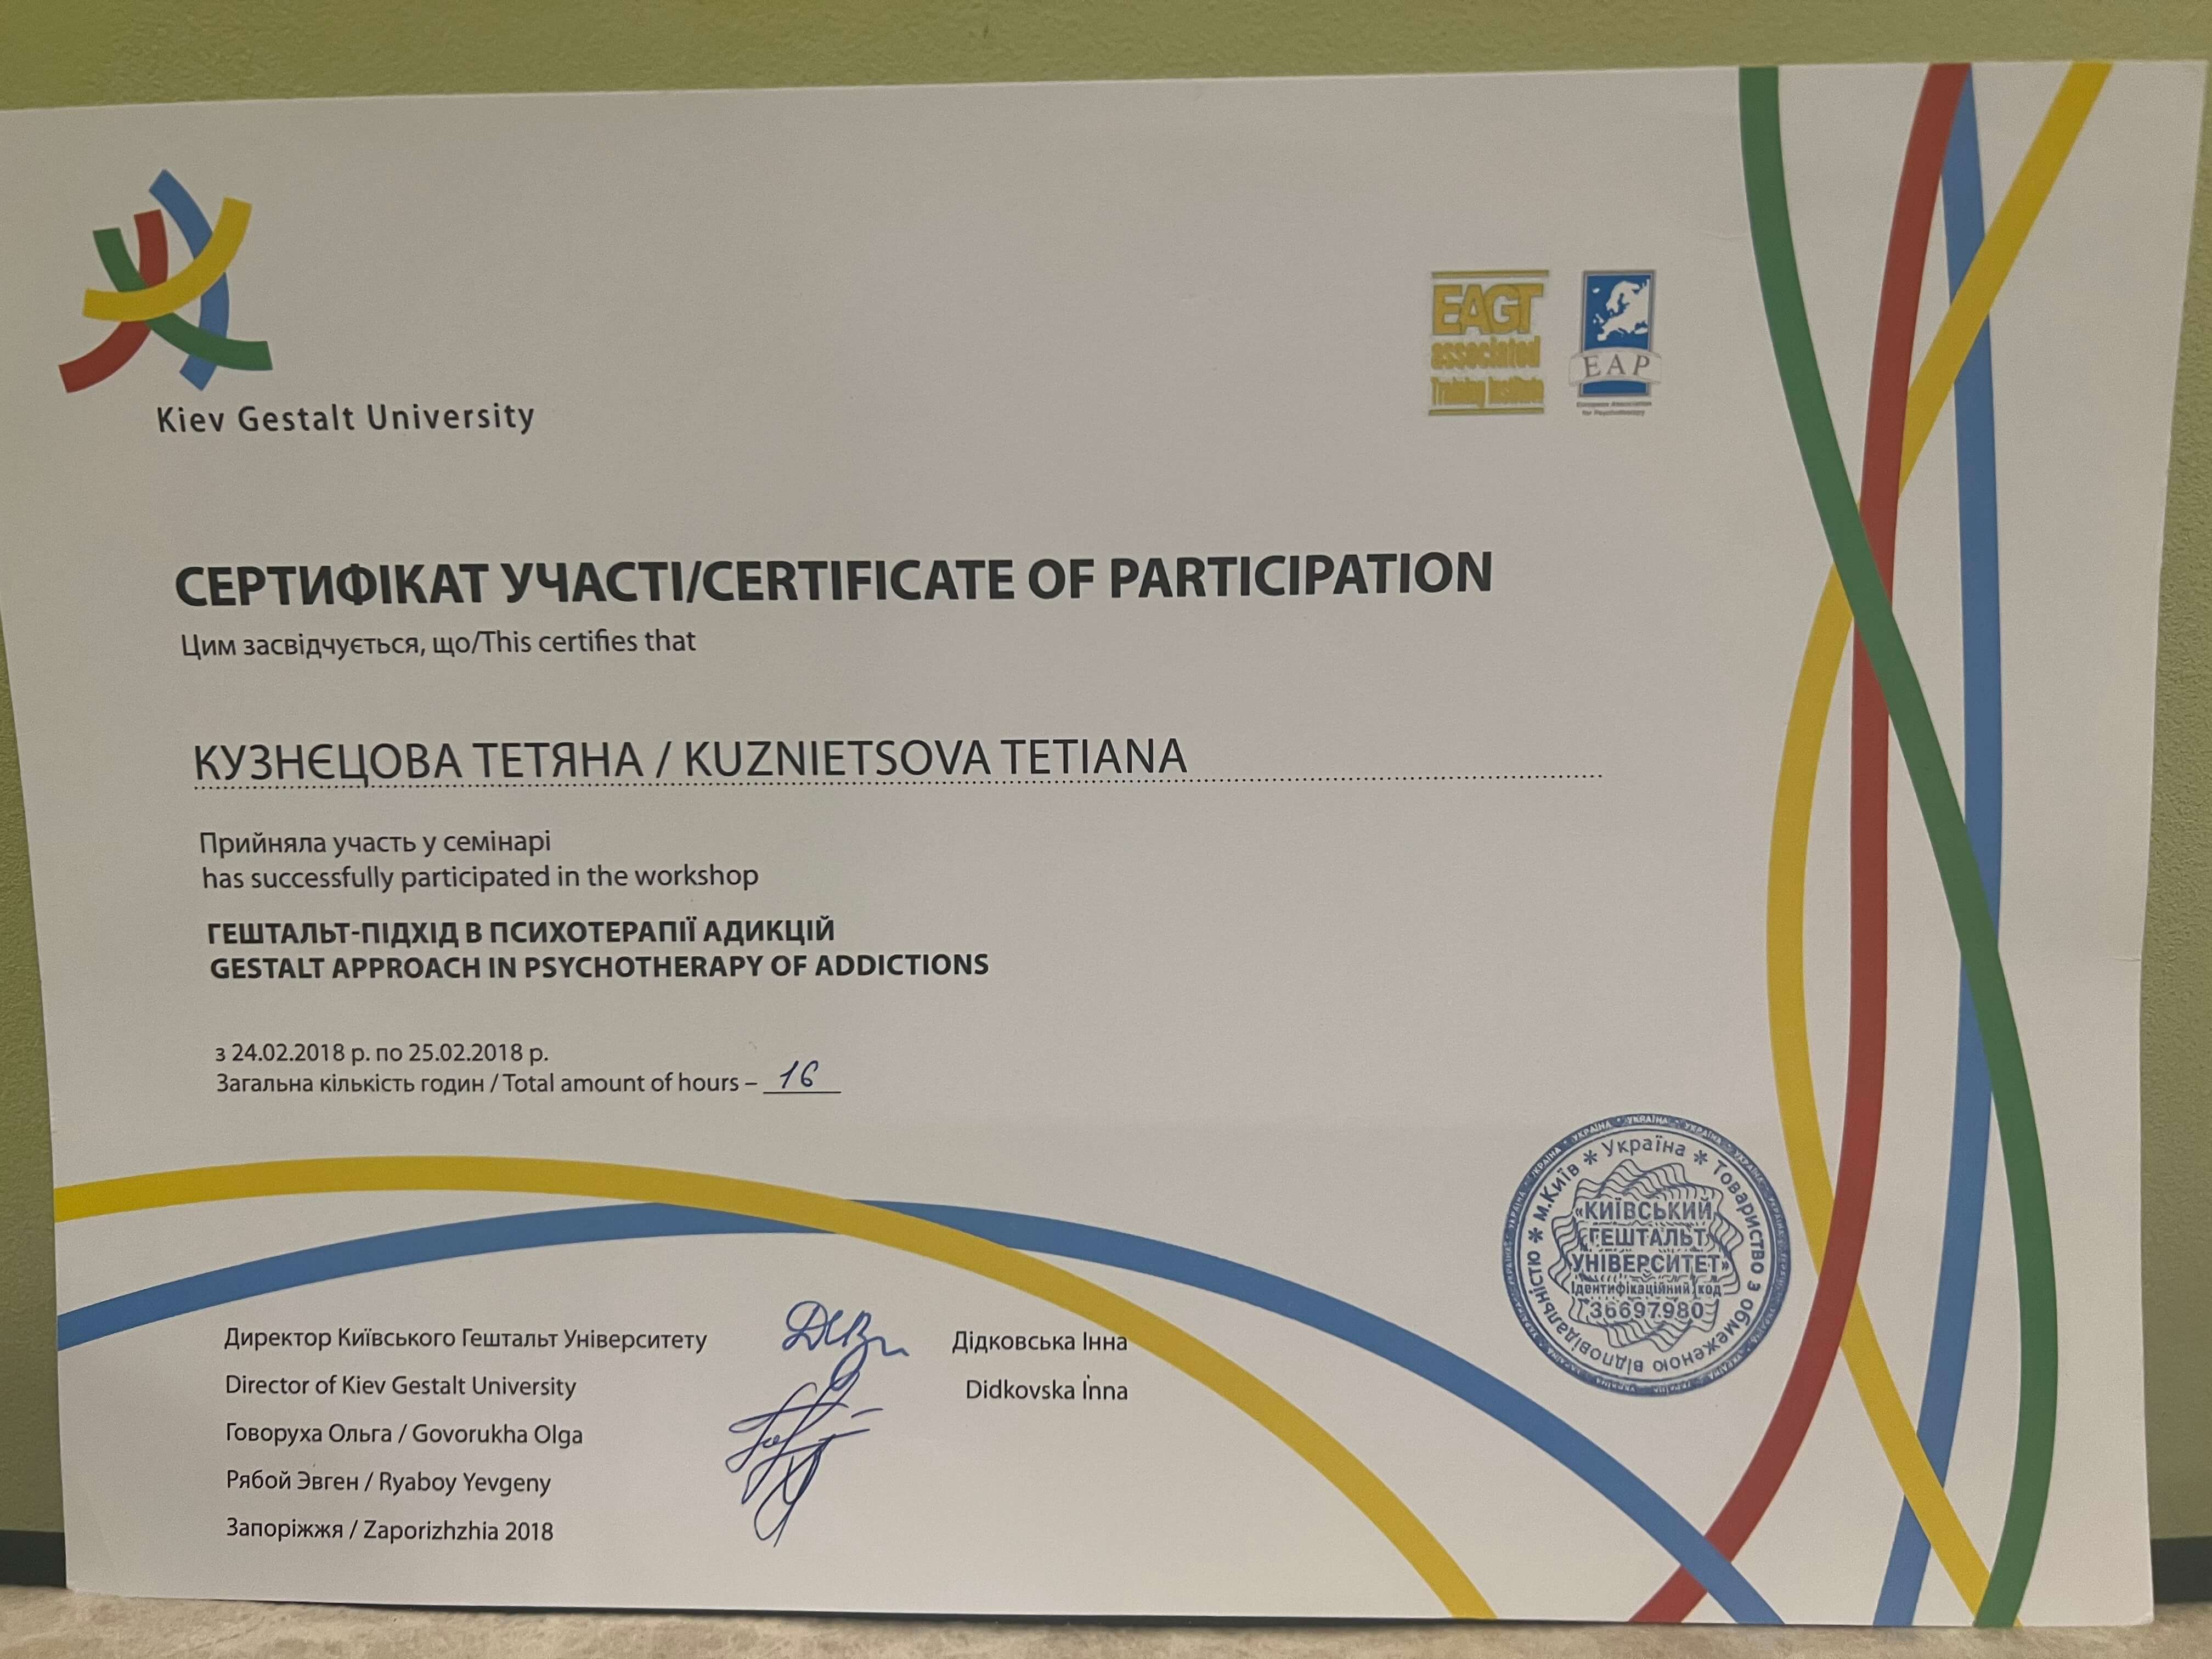 Kiev Gestalt University
EAGT
associated
Training Institute
EAP
European Association
for Psychotherapy
СЕРТИФІКАТ УЧАСТІ/CERTIFICATE OF PARTICIPATION
Цим засвідчується, що/This certifies that
КУЗНЄЦОВА ТЕТЯНА / KUZNIETSOVA TETIANA
Прийняла участь у семінарі
has successfully participated in the workshop
ГЕШТАЛЬТ-ПІДХІД В ПСИХОТЕРАПІЇ АДИКЦІЙ
GESTALT APPROACH IN PSYCHOTHERAPY OF ADDICTIONS
з 24.02.2018 р. по 25.02.2018 р.
Загальна кількість годин / Total amount of hours – 16
Україна * Товариство з обмеженою відповідальністю * м.Київ *
«КИЇВСЬКИЙ
ГЕШТАЛЬТ
УНІВЕРСИТЕТ»
Ідентифікаційний код
36697980
Директор Київського Гештальт Університету Дідковська Інна
Director of Kiev Gestalt University Didkovska Inna
Говоруха Ольга / Govorukha Olga
Рябой Эвген / Ryaboy Yevgeny
Запоріжжя / Zaporizhzhia 2018